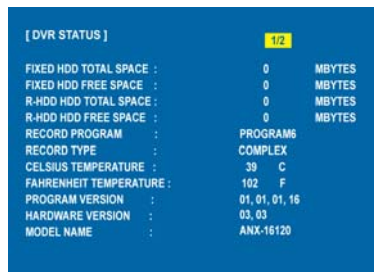 [ DVR STATUS ]
1/2
FIXED HDD TOTAL SPACE : 0 MBYTES
FIXED HDD FREE SPACE : 0 MBYTES
R-HDD HDD TOTAL SPACE : 0 MBYTES
R-HDD HDD FREE SPACE : 0 MBYTES
RECORD PROGRAM : PROGRAM6
RECORD TYPE : COMPLEX
CELSIUS TEMPERATURE : 39 C
FAHRENHEIT TEMPERATURE : 102 F
PROGRAM VERSION : 01, 01, 01, 16
HARDWARE VERSION : 03, 03
MODEL NAME : ANX-16120